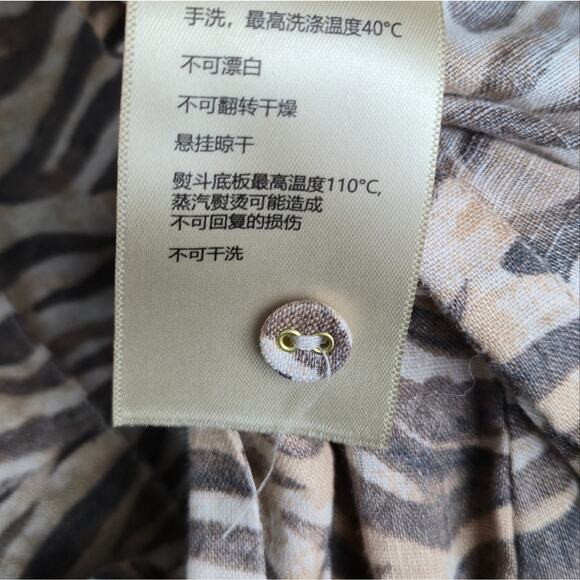 手洗，最高洗涤温度40°C
不可漂白
不可翻转干燥
悬挂晾干
熨斗底板最高温度110°C,
蒸汽熨烫可能造成
不可回复的损伤
不可干洗